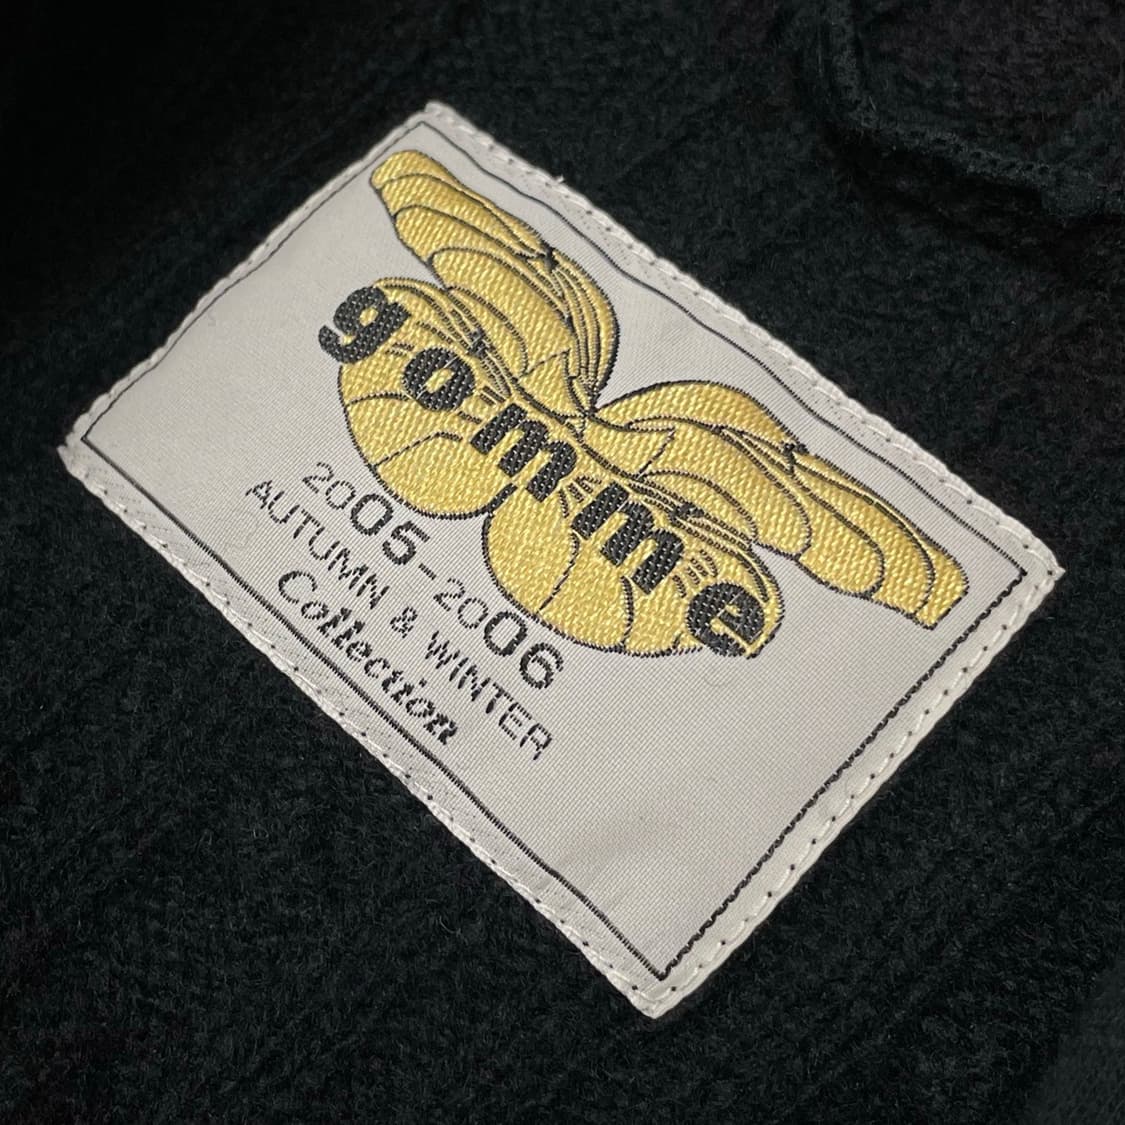 gomme
2005-2006
AUTUMN & WINTER
Collection